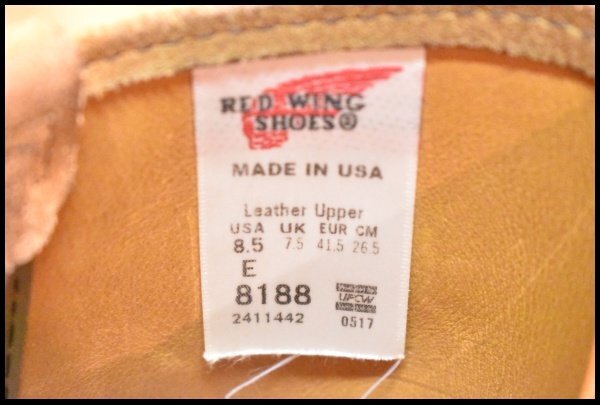 RED WING
SHOES®
MADE IN USA
Leather Upper
USA UK EUR CM
8.5 7.5 41.5 26.5
E
8188
2411442 0517